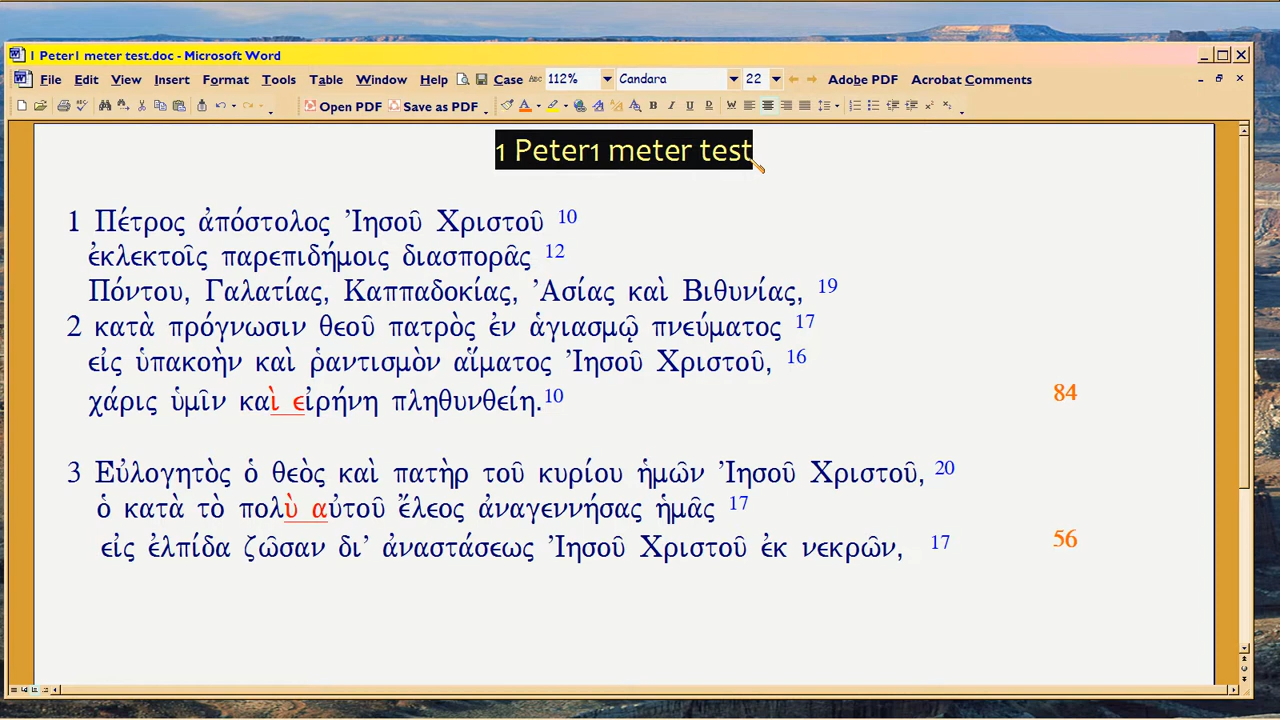 1 Peter1 meter test.doc - Microsoft Word
File Edit View Insert Format Tools Table Window Help Case 112% Candara 22 Adobe PDF Acrobat Comments
Open PDF Save as PDF
1 Peter1 meter test
1 Πέτρος ἀπόστολος Ἰησοῦ Χριστοῦ 10
ἐκλεκτοῖς παρεπιδήμοις διασπορᾶς 12
Πόντου, Γαλατίας, Καππαδοκίας, Ἀσίας καὶ Βιθυνίας, 19
2 κατὰ πρόγνωσιν θεοῦ πατρὸς ἐν ἁγιασμῷ πνεύματος 17
εἰς ὑπακοὴν καὶ ῥαντισμὸν αἵματος Ἰησοῦ Χριστοῦ, 16
χάρις ὑμῖν καὶ εἰρήνη πληθυνθείη. 10 84
3 Εὐλογητὸς ὁ θεὸς καὶ πατὴρ τοῦ κυρίου ἡμῶν Ἰησοῦ Χριστοῦ, 20
ὁ κατὰ τὸ πολὺ αὐτοῦ ἔλεος ἀναγεννήσας ἡμᾶς 17
εἰς ἐλπίδα ζῶσαν δι’ ἀναστάσεως Ἰησοῦ Χριστοῦ ἐκ νεκρῶν, 17 56